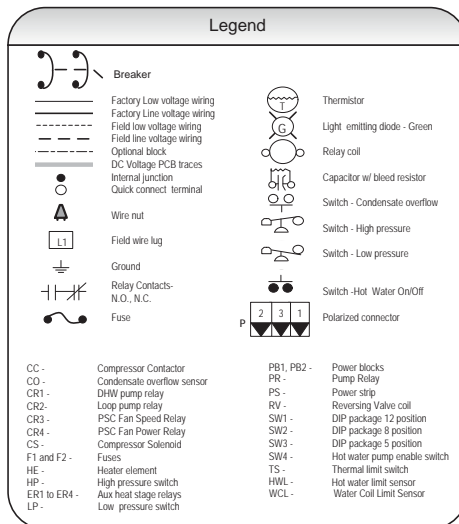 Legend
Breaker
Factory Low voltage wiring
Factory Line voltage wiring
Field low voltage wiring
Field line voltage wiring
Optional block
DC Voltage PCB traces
Internal junction
Quick connect terminal
Wire nut
L1 Field wire lug
Ground
Relay Contacts-
N.O., N.C.
Fuse
T Thermistor
G Light emitting diode - Green
Relay coil
Capacitor w/ bleed resistor
Switch - Condensate overflow
Switch - High pressure
Switch - Low pressure
Switch -Hot Water On/Off
P 2 3 1 Polarized connector
CC - Compressor Contactor
CO - Condensate overflow sensor
CR1 - DHW pump relay
CR2- Loop pump relay
CR3 - PSC Fan Speed Relay
CR4 - PSC Fan Power Relay
CS - Compressor Solenoid
F1 and F2 - Fuses
HE - Heater element
HP - High pressure switch
ER1 to ER4 - Aux heat stage relays
LP - Low pressure switch
PB1, PB2 - Power blocks
PR - Pump Relay
PS - Power strip
RV - Reversing Valve coil
SW1 - DIP package 12 position
SW2 - DIP package 8 position
SW3 - DIP package 5 position
SW4 - Hot water pump enable switch
TS - Thermal limit switch
HWL - Hot water limit sensor
WCL - Water Coil Limit Sensor